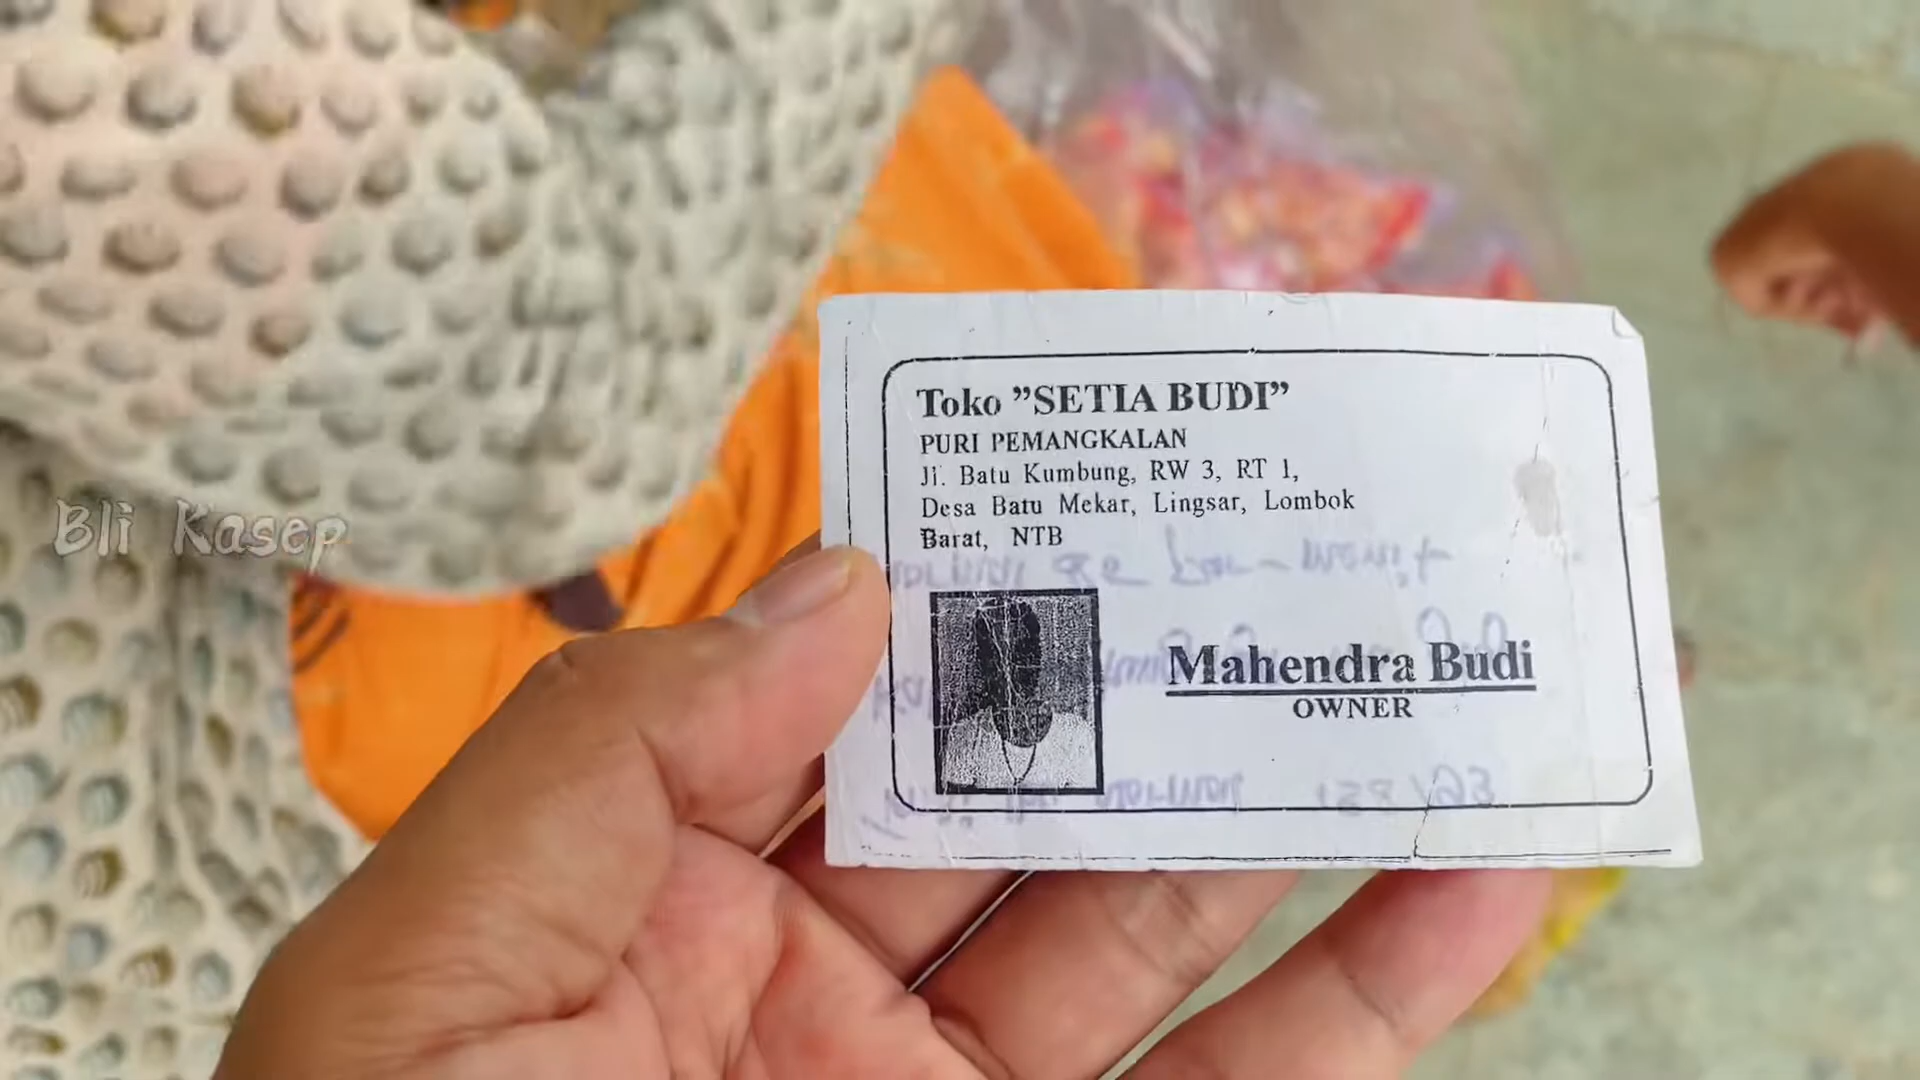 Toko ”SETIA BUDI”
PURI PEMANGKALAN
Jl. Batu Kumbung, RW 3, RT 1,
Desa Batu Mekar, Lingsar, Lombok
Barat, NTB
Mahendra Budi
OWNER
Bli Kasep